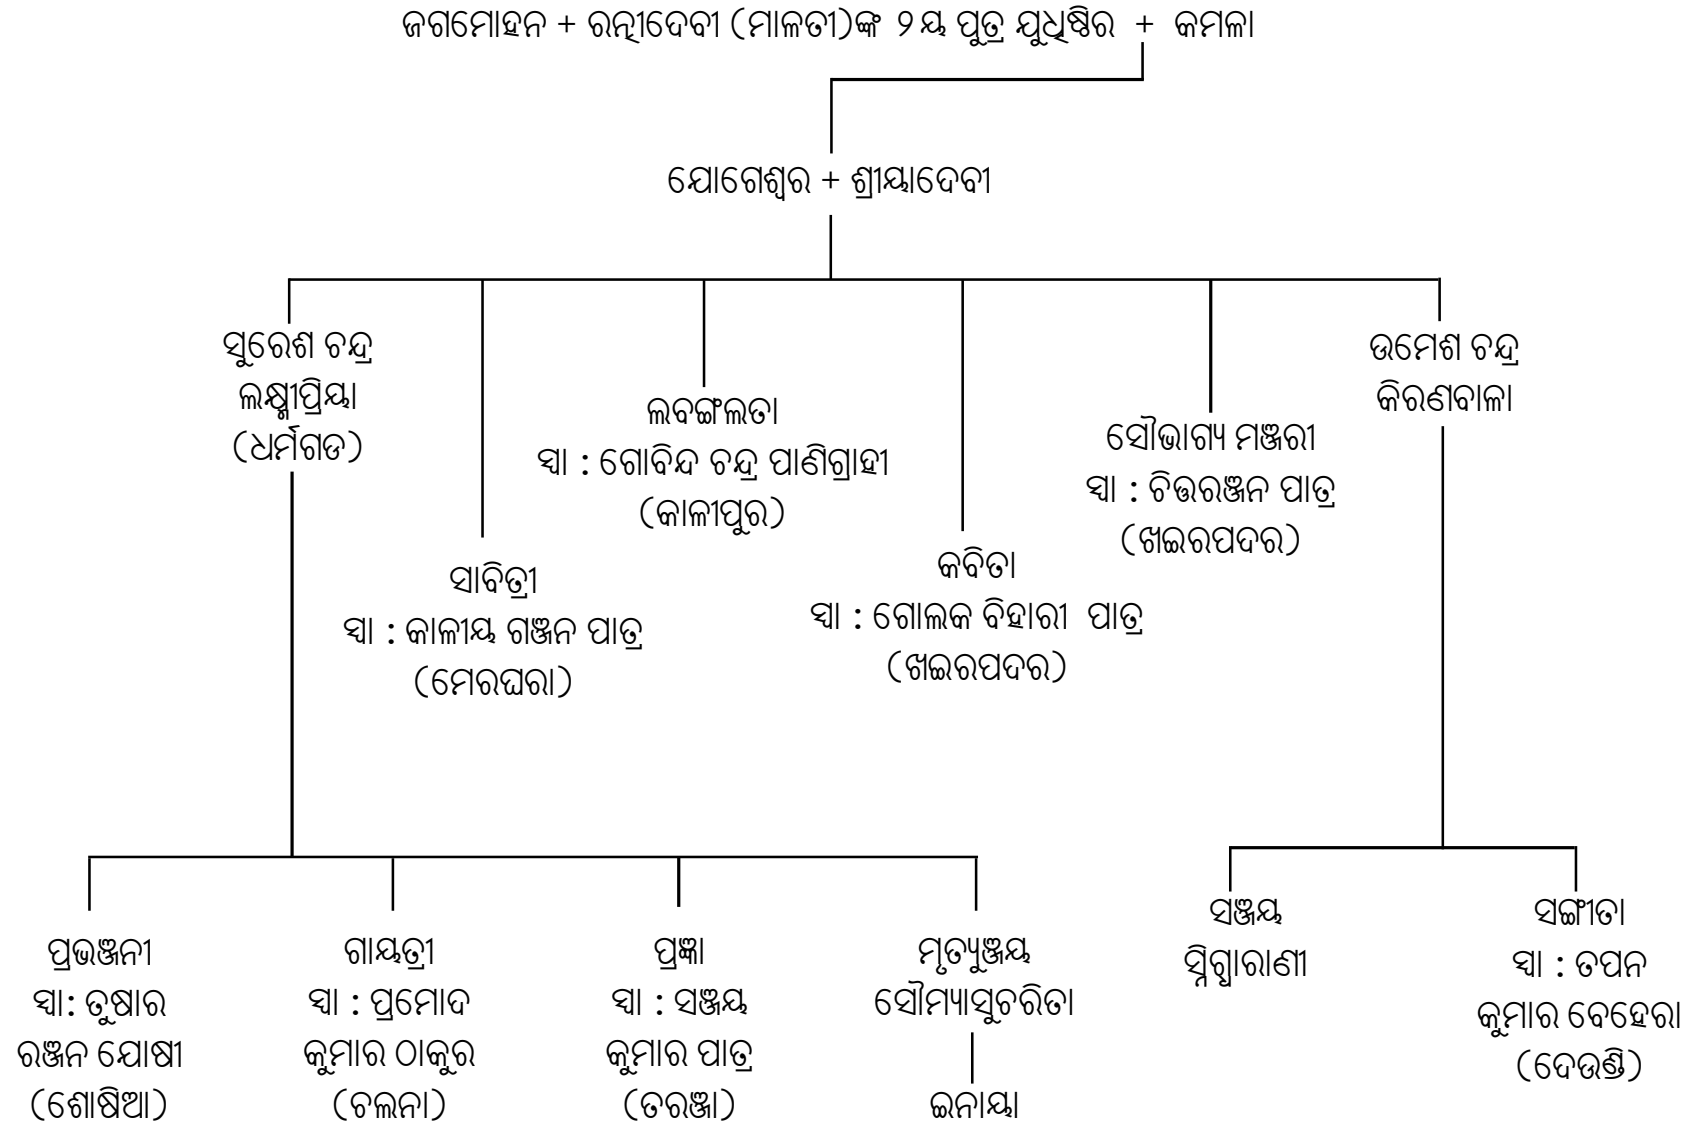 ଜଗମୋହନ + ରତ୍ନୀଦେବୀ (ମାଳତୀ)ଙ୍କ ୨ୟ ପୁତ୍ର ଯୁଧିଷ୍ଠିର + କମଳା
ଯୋଗେଶ୍ୱର + ଶ୍ରୀୟାଦେବୀ
ସୁରେଶ ଚନ୍ଦ୍ର
ଲକ୍ଷ୍ମୀପ୍ରିୟା
(ଧର୍ମଗଡ)
ସାବିତ୍ରୀ
ସ୍ୱା : କାଳୀୟ ଗଞ୍ଜନ ପାତ୍ର
(ମେରଘରା)
ଲବଙ୍ଗଲତା
ସ୍ୱା : ଗୋବିନ୍ଦ ଚନ୍ଦ୍ର ପାଣିଗ୍ରାହୀ
(କାଳୀପୁର)
କବିତା
ସ୍ୱା : ଗୋଲକ ବିହାରୀ ପାତ୍ର
(ଖଇରପଦର)
ସୌଭାଗ୍ୟ ମଞ୍ଜରୀ
ସ୍ୱା : ଚିତ୍ତରଞ୍ଜନ ପାତ୍ର
(ଖଇରପଦର)
ଉମେଶ ଚନ୍ଦ୍ର
କିରଣବାଳା
ପ୍ରଭଞ୍ଜନୀ
ସ୍ୱା: ତୁଷାର
ରଞ୍ଜନ ଯୋଷୀ
(ଶୋଷିଆ)
ଗାୟତ୍ରୀ
ସ୍ୱା : ପ୍ରମୋଦ
କୁମାର ଠାକୁର
(ଚଲନା)
ପ୍ରଜ୍ଞା
ସ୍ୱା : ସଞ୍ଜୟ
କୁମାର ପାତ୍ର
(ତରଞ୍ଜା)
ମୃତ୍ୟୁଞ୍ଜୟ
ସୌମ୍ୟାସୁଚରିତା
ଇନାୟା
ସଞ୍ଜୟ
ସ୍ନିଗ୍ଧାରାଣୀ
ସଙ୍ଗୀତା
ସ୍ୱା : ତପନ
କୁମାର ବେହେରା
(ଦେଉଣ୍ଡି)